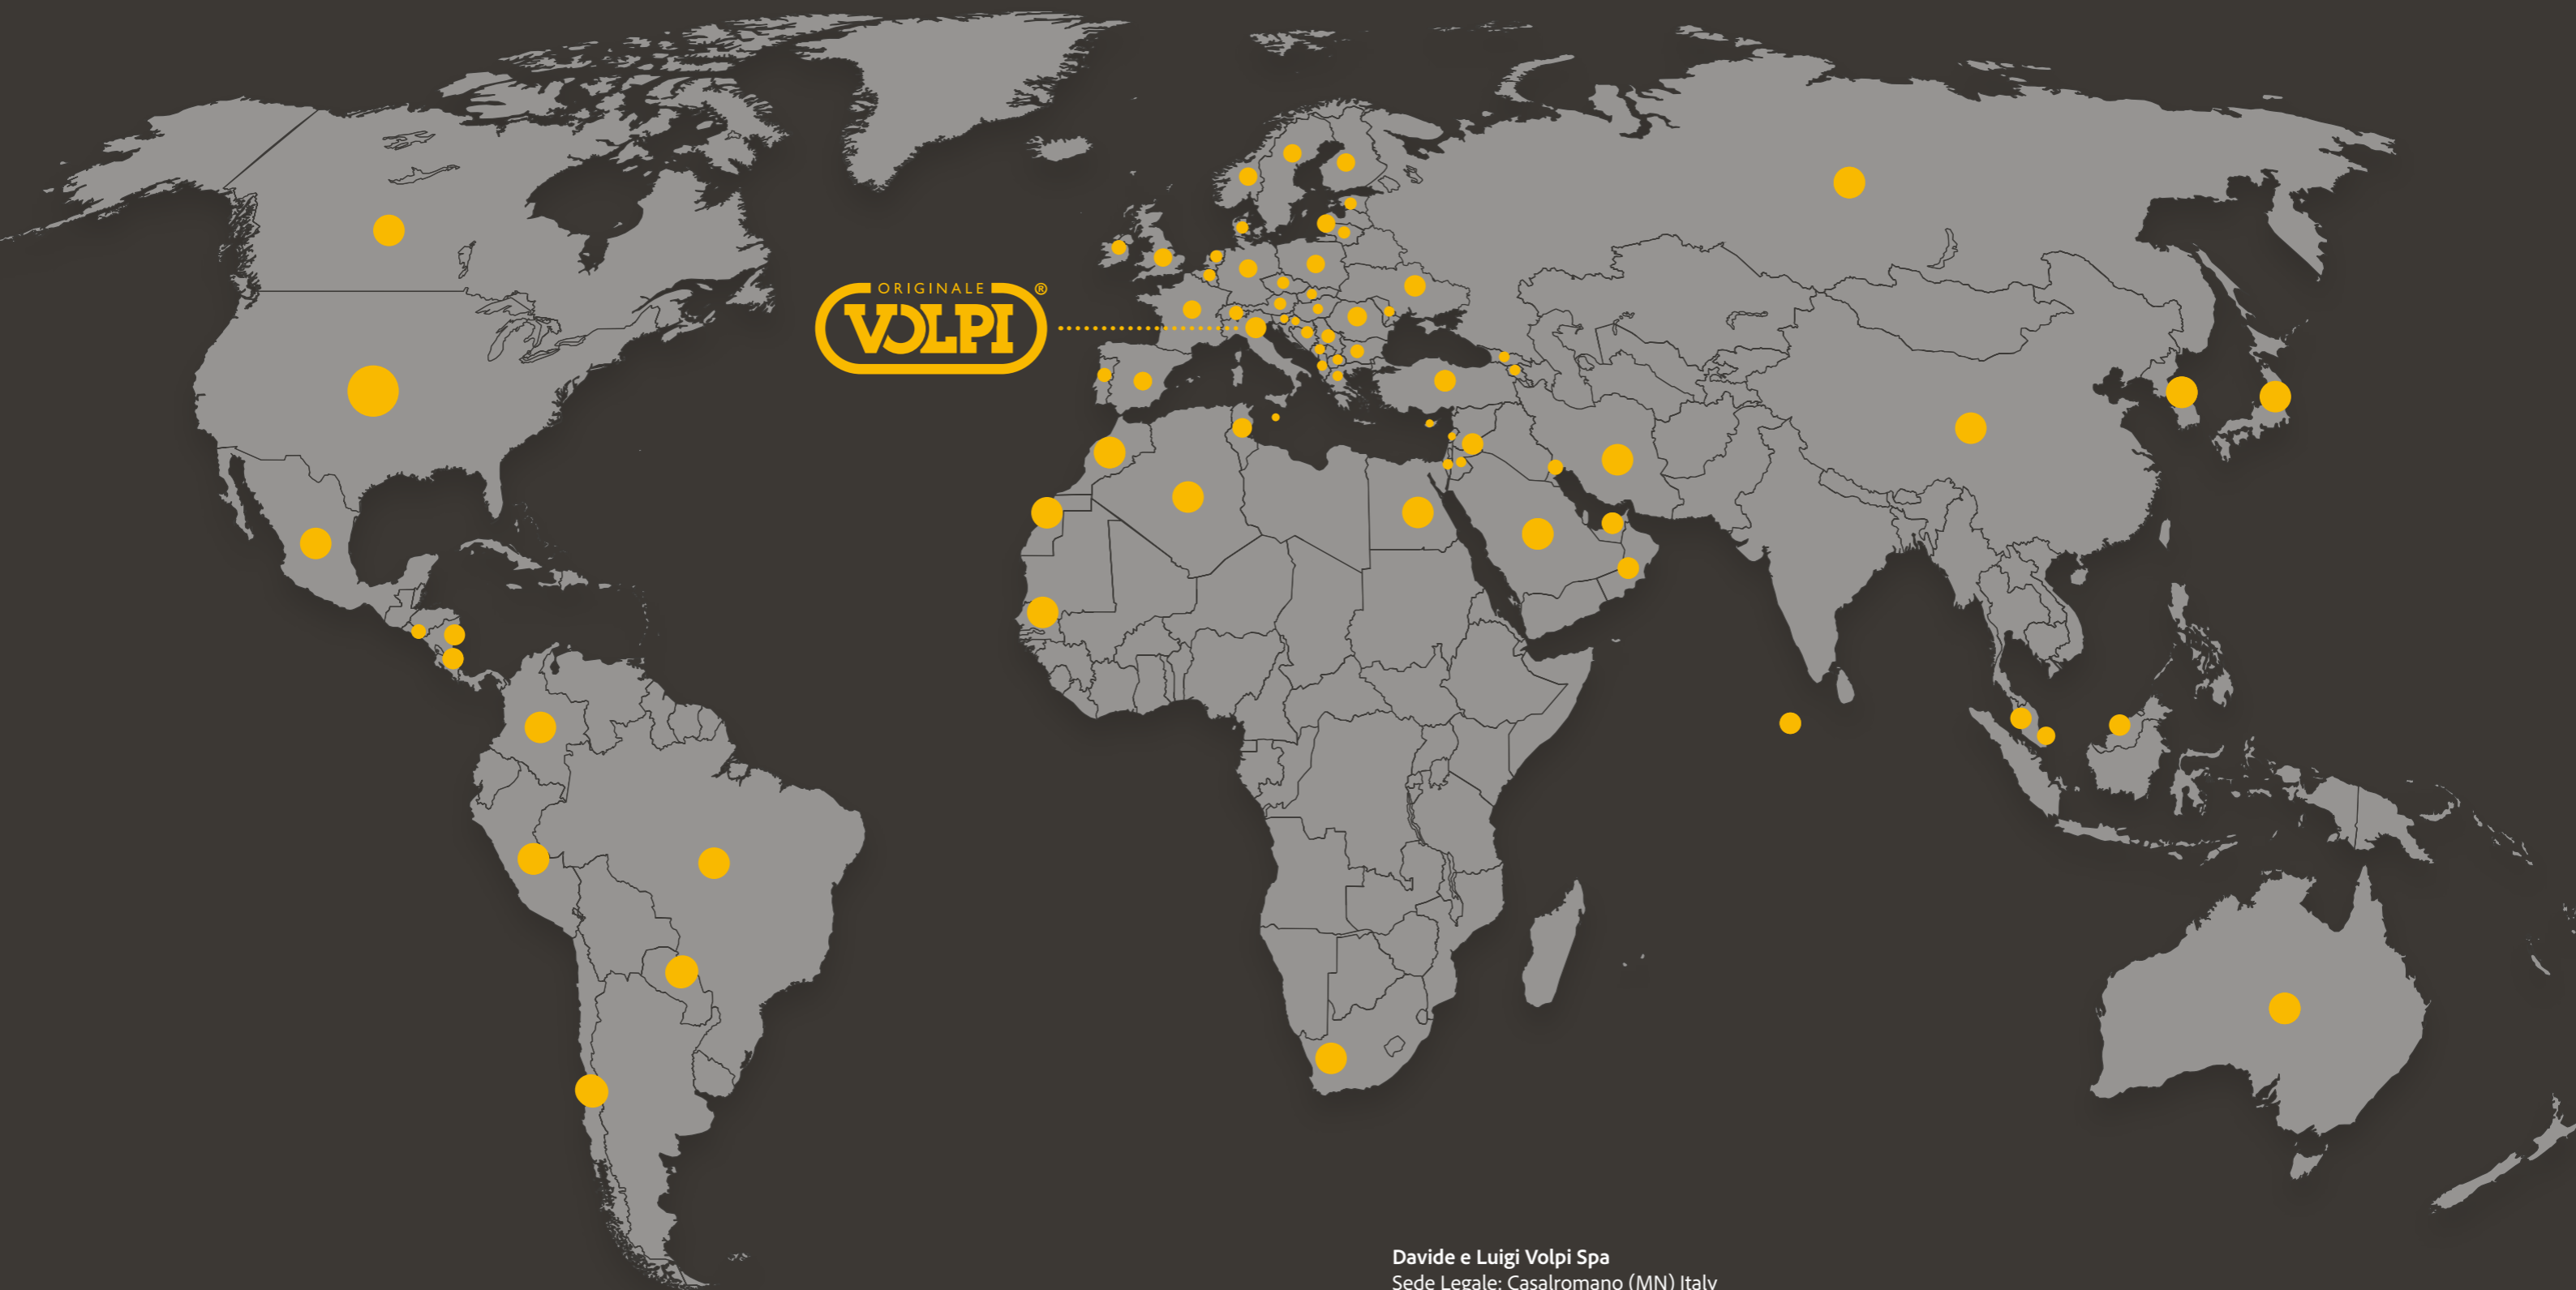 ORIGINALE ®
VOLPI
Davide e Luigi Volpi Spa
Sede Legale: Casalromano (MN) Italy